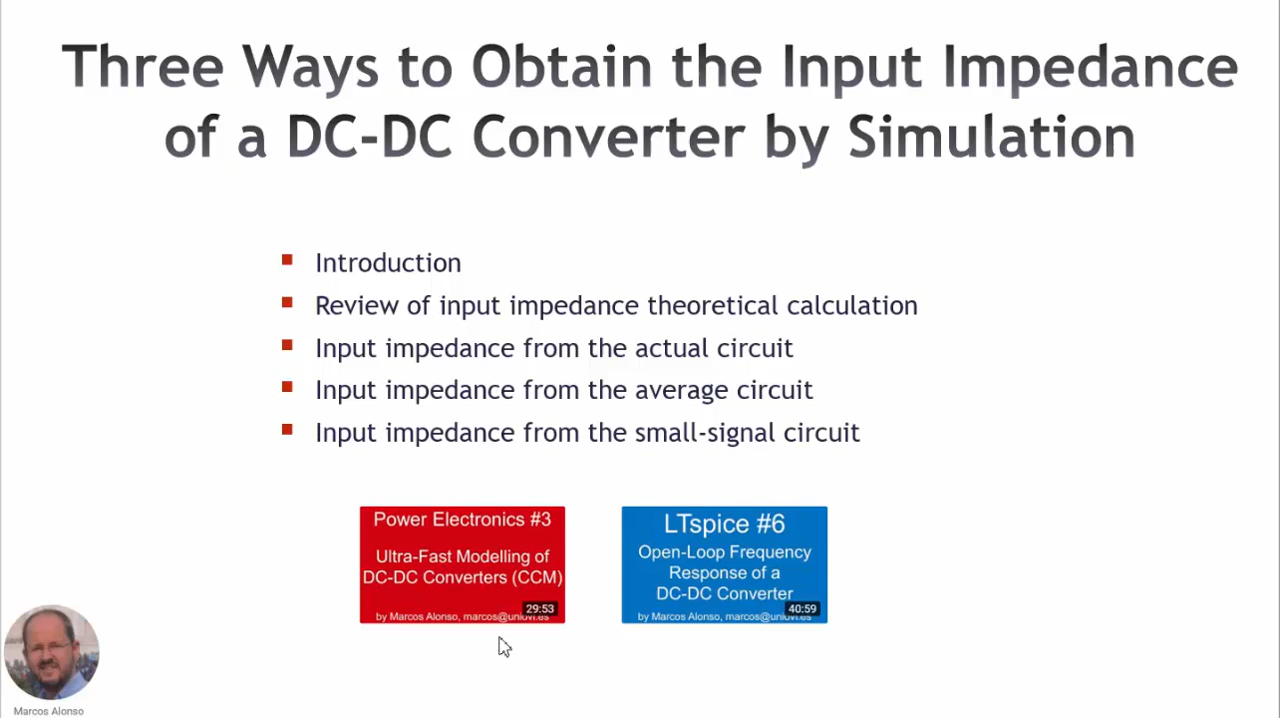 Three Ways to Obtain the Input Impedance
of a DC-DC Converter by Simulation
Introduction
Review of input impedance theoretical calculation
Input impedance from the actual circuit
Input impedance from the average circuit
Input impedance from the small-signal circuit
Power Electronics #3
Ultra-Fast Modelling of
DC-DC Converters (CCM)
29:53
by Marcos Alonso, marcos@uniovi.es
LTspice #6
Open-Loop Frequency
Response of a
DC-DC Converter
40:59
by Marcos Alonso, marcos@uniovi.es
Marcos Alonso